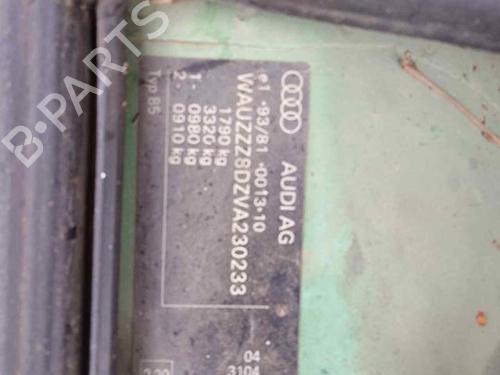 AUDI AG
e1 *93/81 *0013*10
WAUZZZ8DZVA230233
1790 kg
3320 kg
1- 0980 kg
2- 0910 kg
Typ B5
04
3104
B-PARTS